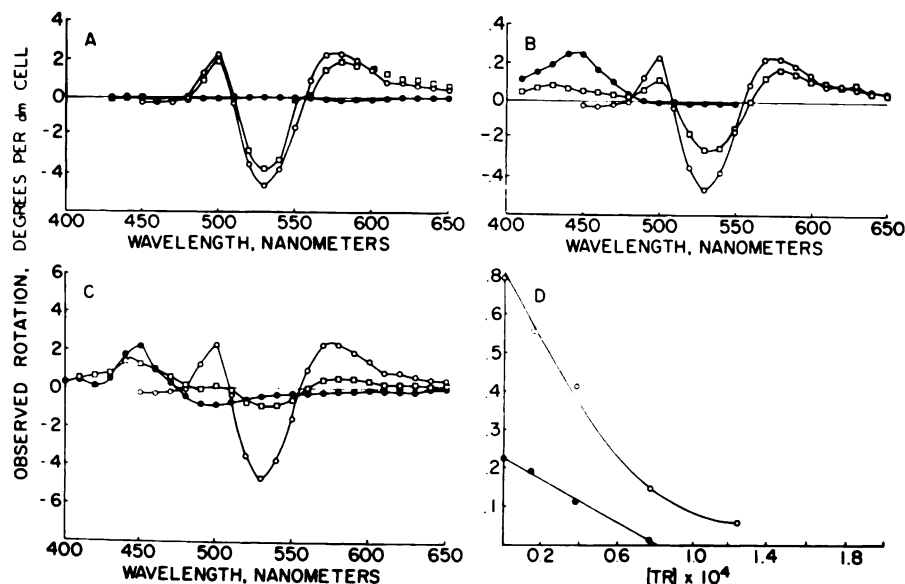 A
2
0
-2
-4
400 450 500 550 600 650
WAVELENGTH, NANOMETERS
B
.4
.2
0
.2
.4
400 450 500 550 600 650
WAVELENGTH, NANOMETERS
OBSERVED ROTATION, DEGREES PER dm CELL
C
6
4
2
0
-2
-4
-6
400 450 500 550 600 650
WAVELENGTH, NANOMETERS
D
.8
.6
.4
.3
.2
.1
0.2 0.6 1.0 1.4 1.8
[TR] x 10⁴